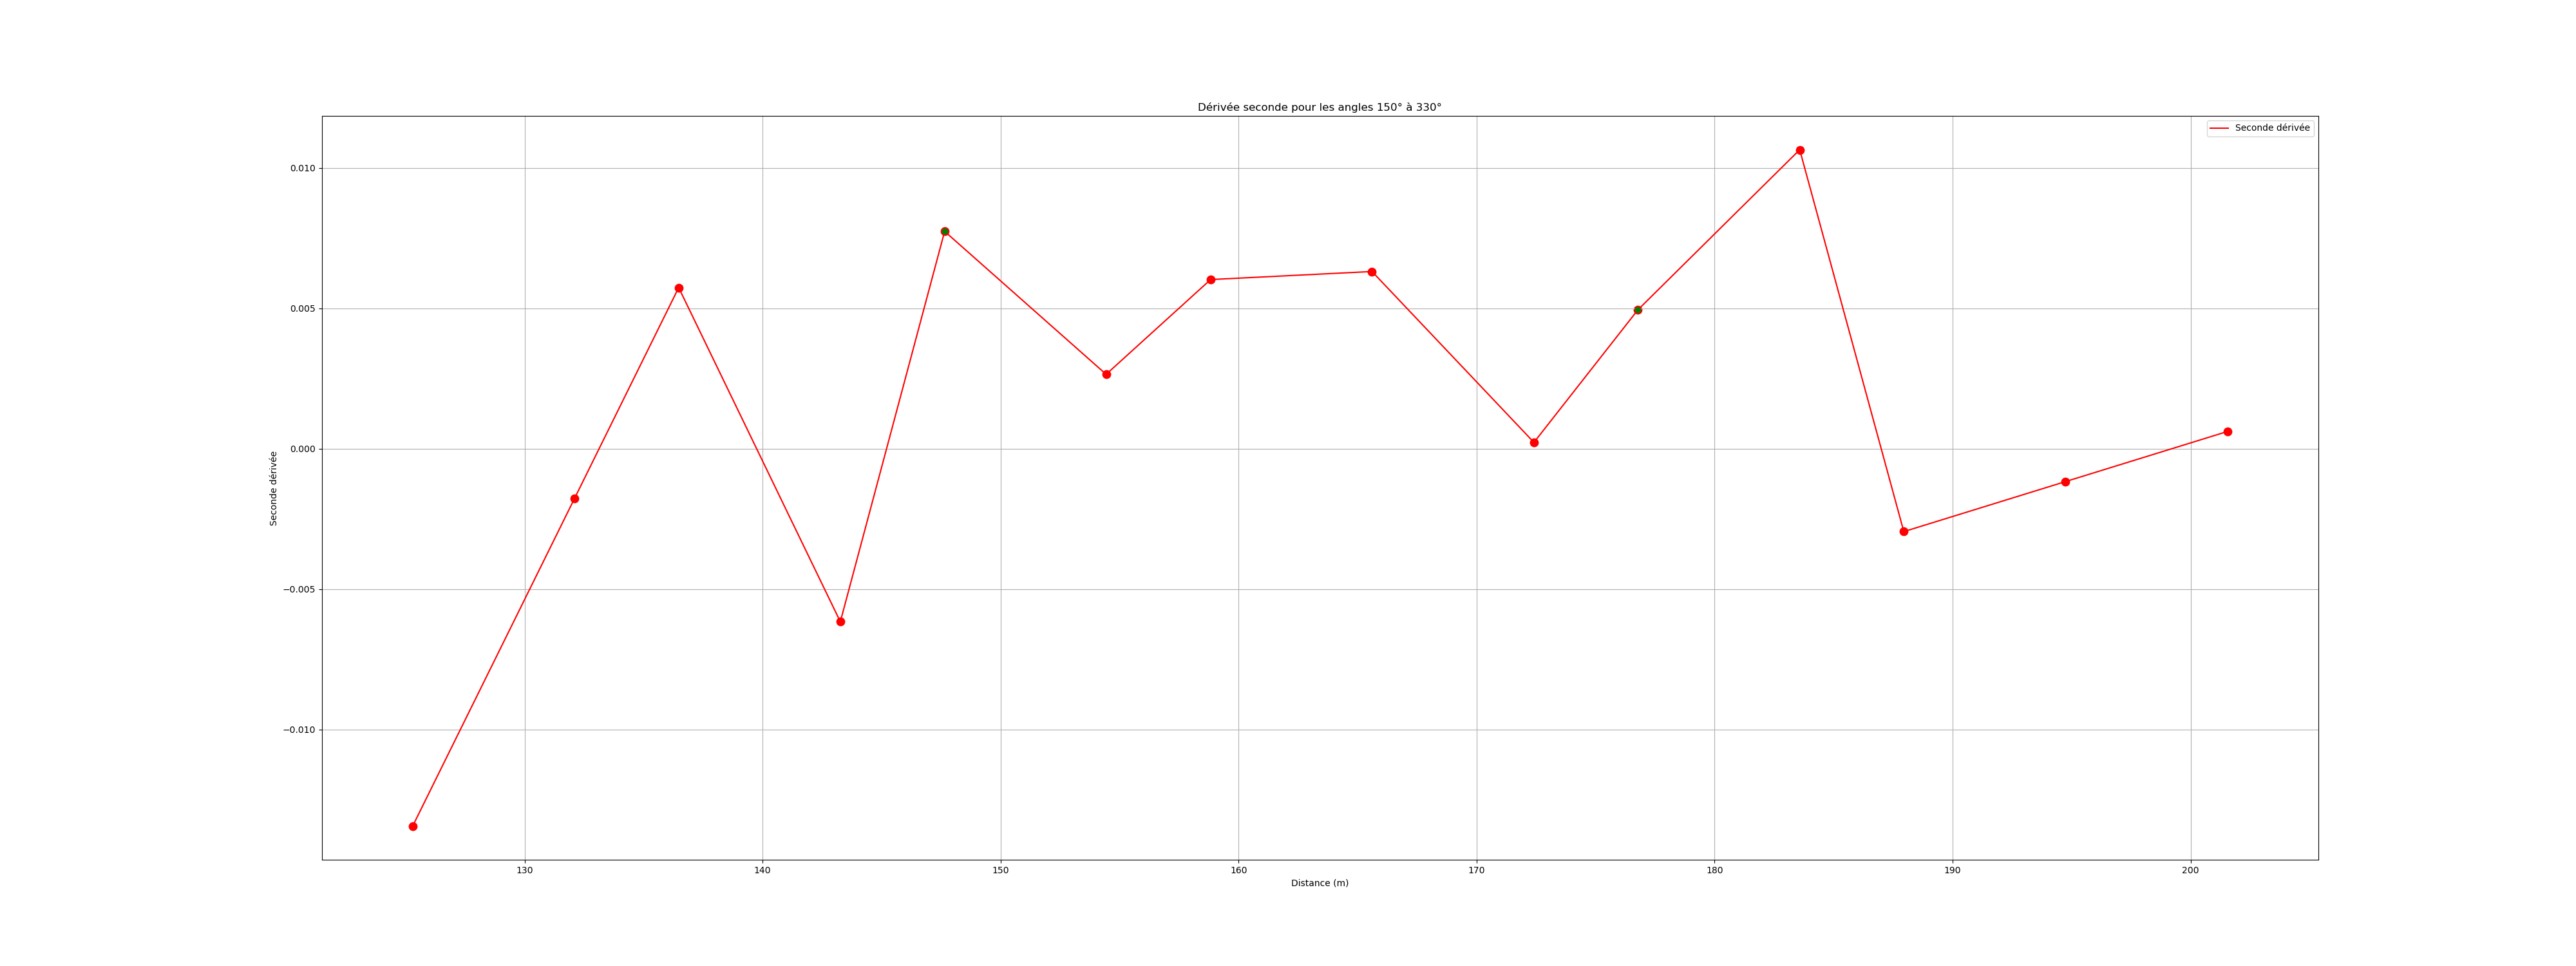 Dérivée seconde pour les angles 150° à 330°
Seconde dérivée
0.010
0.005
0.000
−0.005
−0.010
Seconde dérivée
130 140 150 160 170 180 190 200
Distance (m)